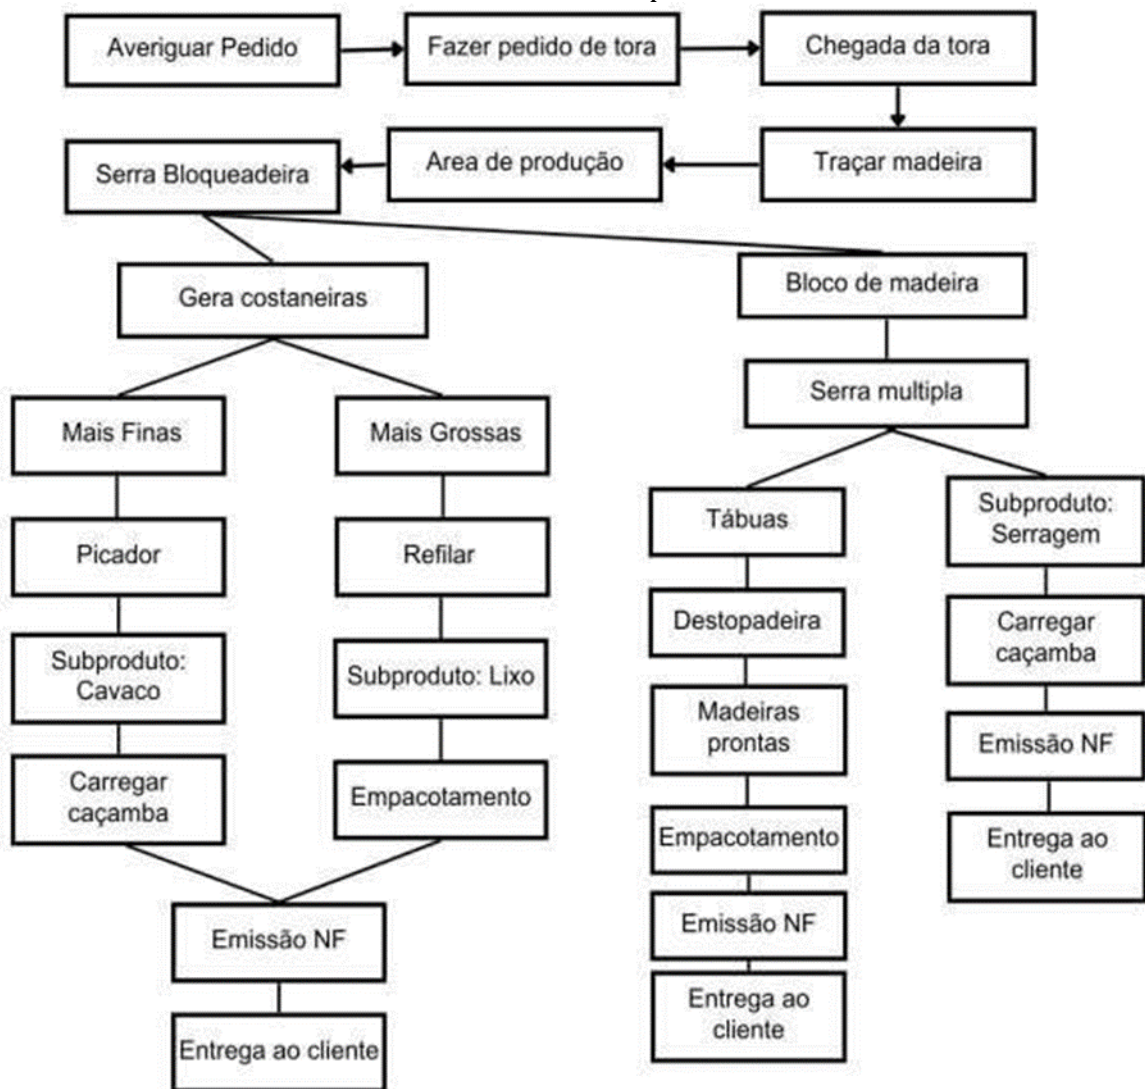 Averiguar Pedido
Fazer pedido de tora
Chegada da tora
Serra Bloqueadeira
Area de produção
Traçar madeira
Gera costaneiras
Bloco de madeira
Serra multipla
Mais Finas
Mais Grossas
Tábuas
Subproduto:
Serragem
Picador
Refilar
Destopadeira
Carregar
caçamba
Subproduto:
Cavaco
Subproduto: Lixo
Madeiras
prontas
Emissão NF
Carregar
caçamba
Empacotamento
Empacotamento
Entrega ao
cliente
Emissão NF
Emissão NF
Entrega ao cliente
Entrega ao
cliente